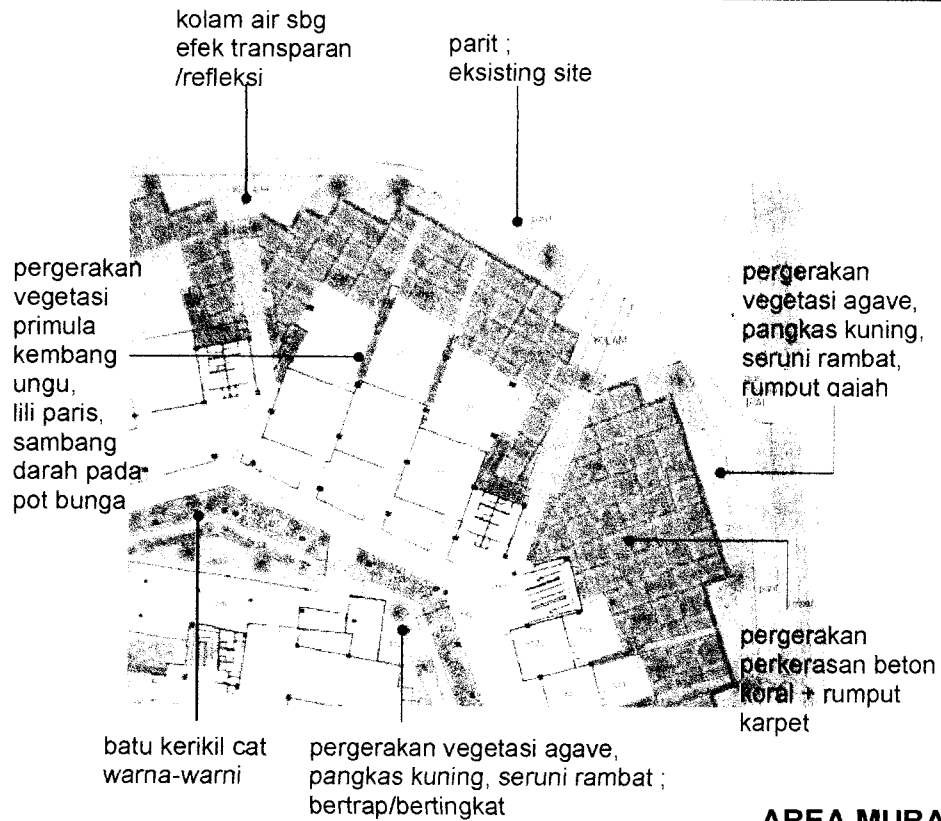 kolam air sbg
efek transparan
/refleksi
parit ;
eksisting site
pergerakan
vegetasi
primula
kembang
ungu,
lili paris,
sambang
darah pada
pot bunga
pergerakan
vegetasi agave,
pangkas kuning,
seruni rambat,
rumput gajah
KOLAM
parit
pergerakan
perkerasan beton
koral + rumput
karpet
batu kerikil cat
warna-warni
pergerakan vegetasi agave,
pangkas kuning, seruni rambat ;
bertrap/bertingkat